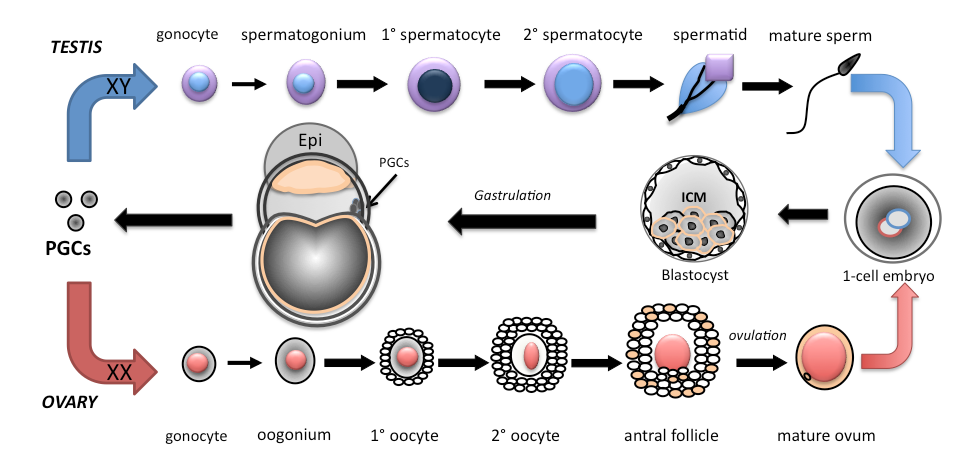 TESTIS
gonocyte
spermatogonium
1° spermatocyte
2° spermatocyte
spermatid
mature sperm
XY
Epi
PGCs
Gastrulation
ICM
Blastocyst
1-cell embryo
PGCs
ovulation
XX
OVARY
gonocyte
oogonium
1° oocyte
2° oocyte
antral follicle
mature ovum